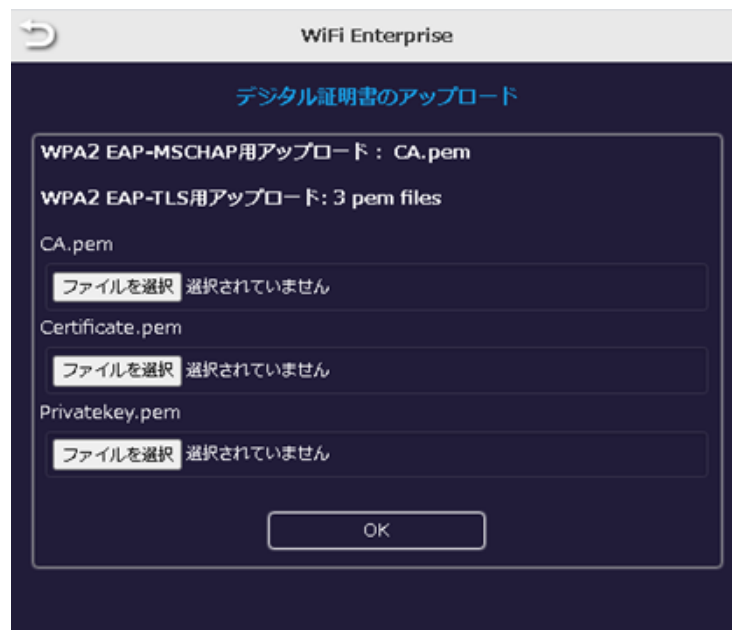 WiFi Enterprise
デジタル証明書のアップロード
WPA2 EAP-MSCHAP用アップロード： CA.pem
WPA2 EAP-TLS用アップロード: 3 pem files
CA.pem
ファイルを選択 選択されていません
Certificate.pem
ファイルを選択 選択されていません
Privatekey.pem
ファイルを選択 選択されていません
OK